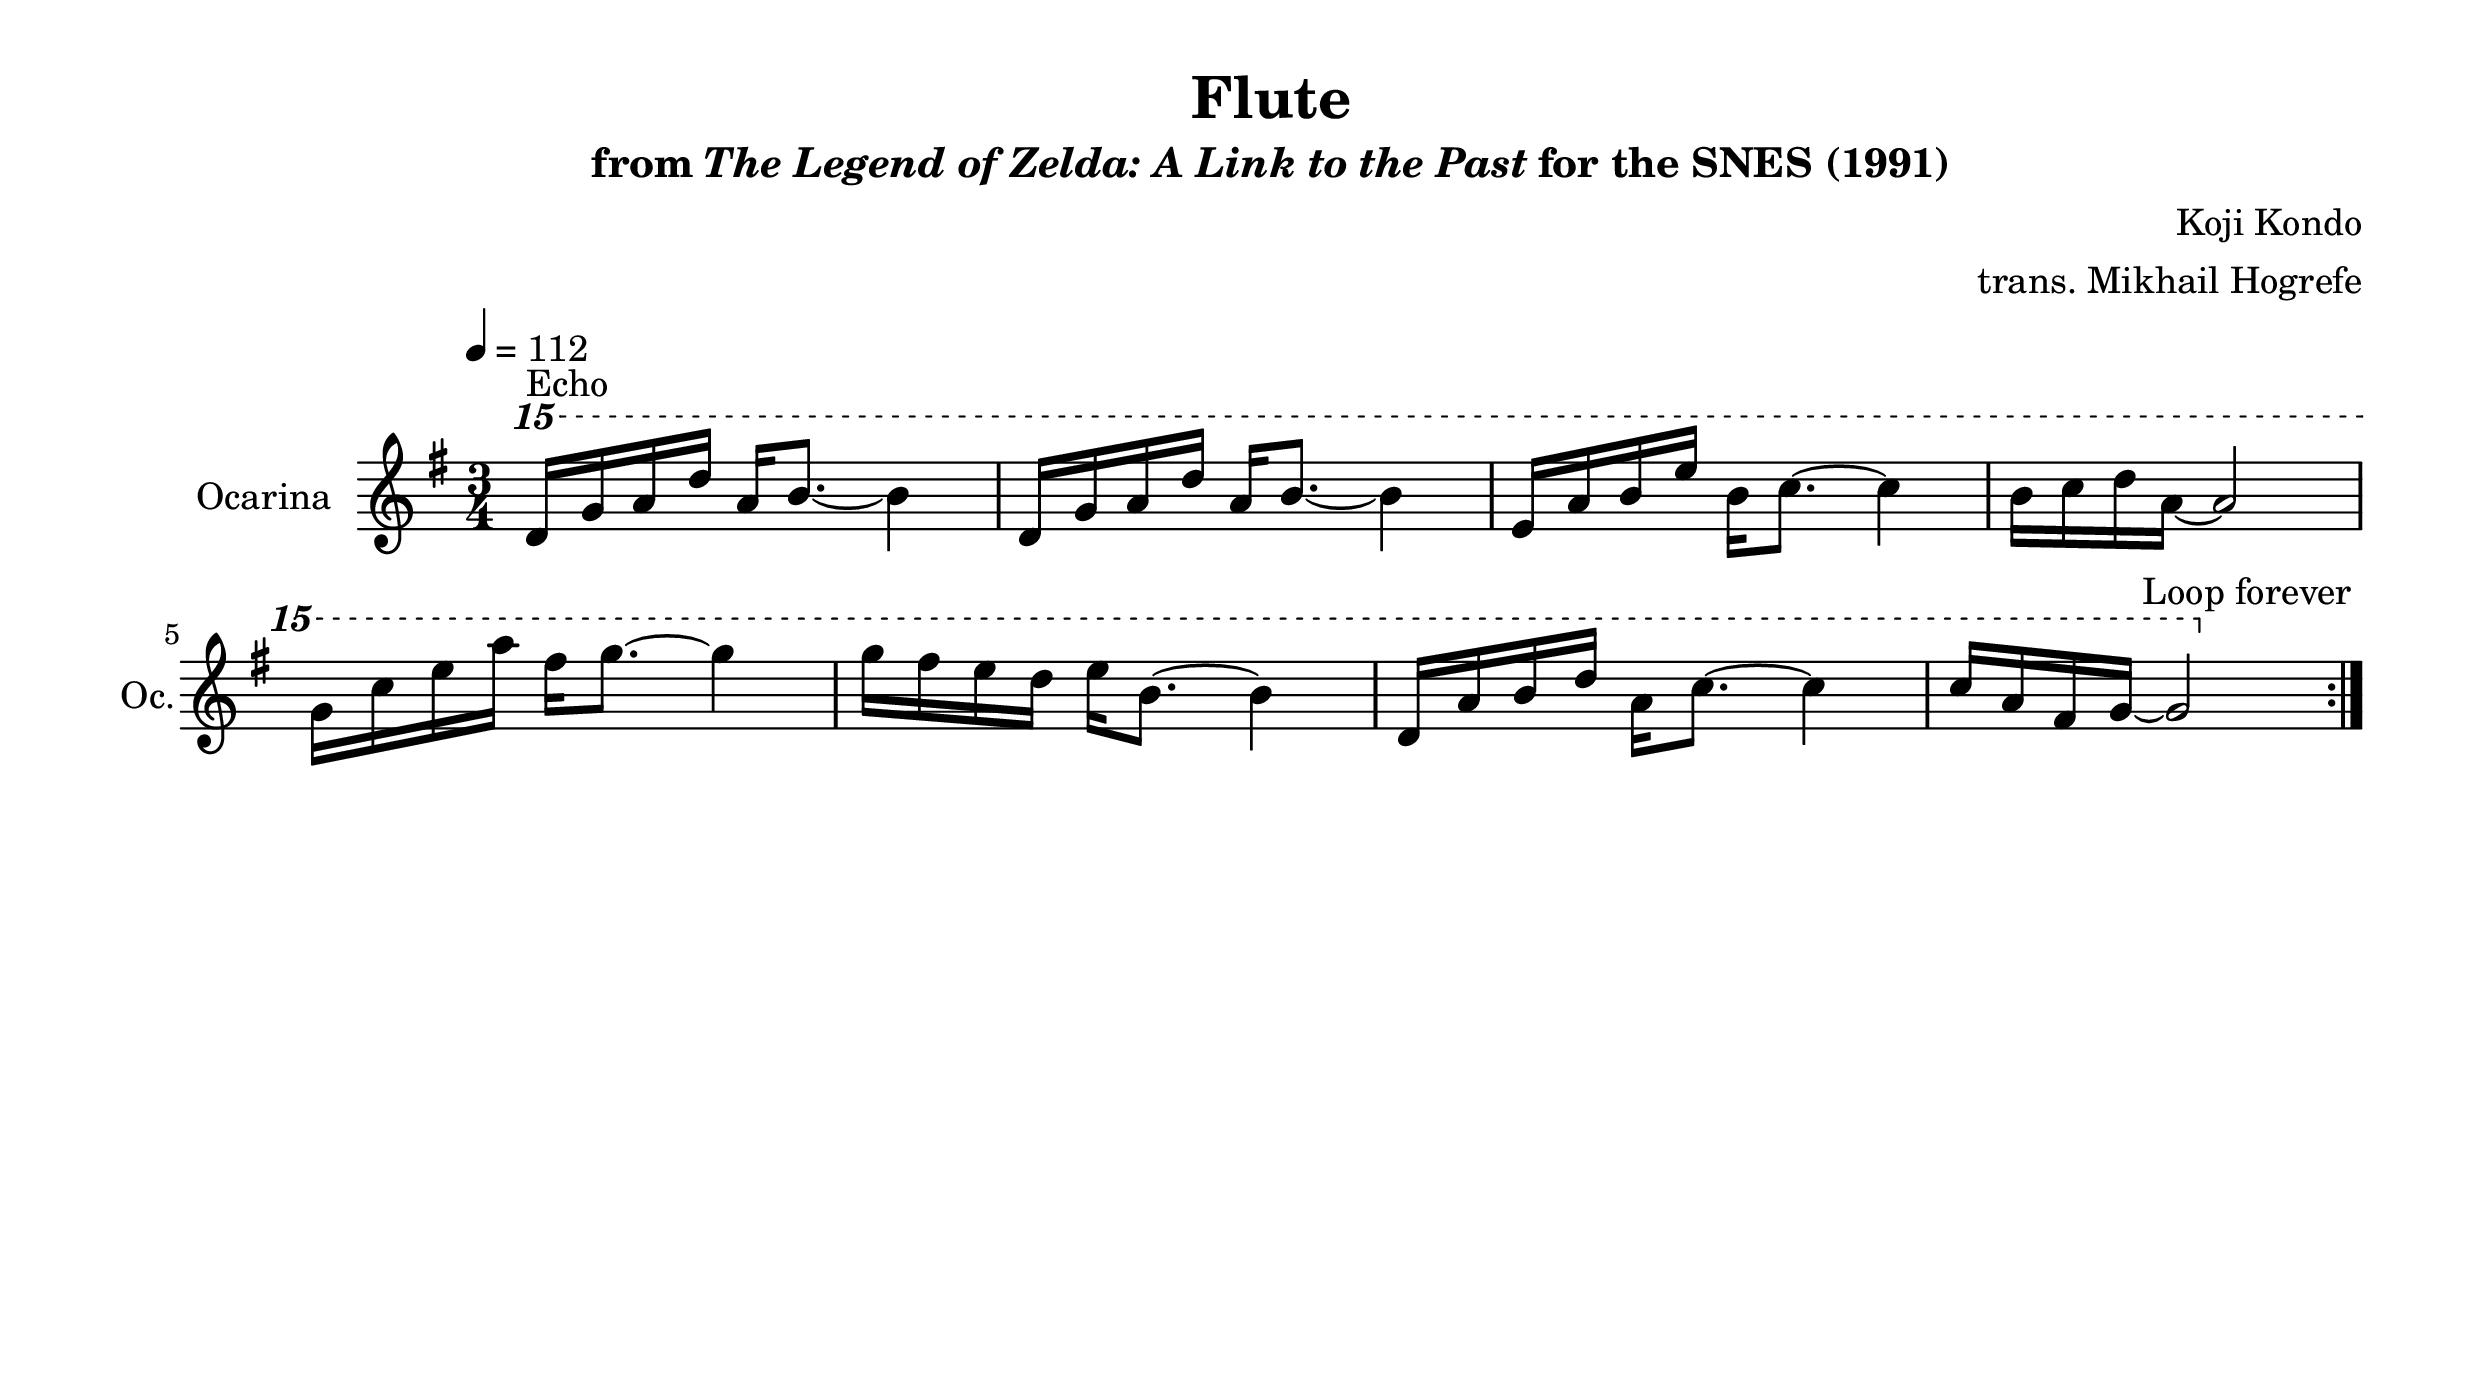 Flute
from The Legend of Zelda: A Link to the Past for the SNES (1991)
Koji Kondo
trans. Mikhail Hogrefe
= 112
Echo
15
Ocarina
3
4
Loop forever
15
5
Oc.